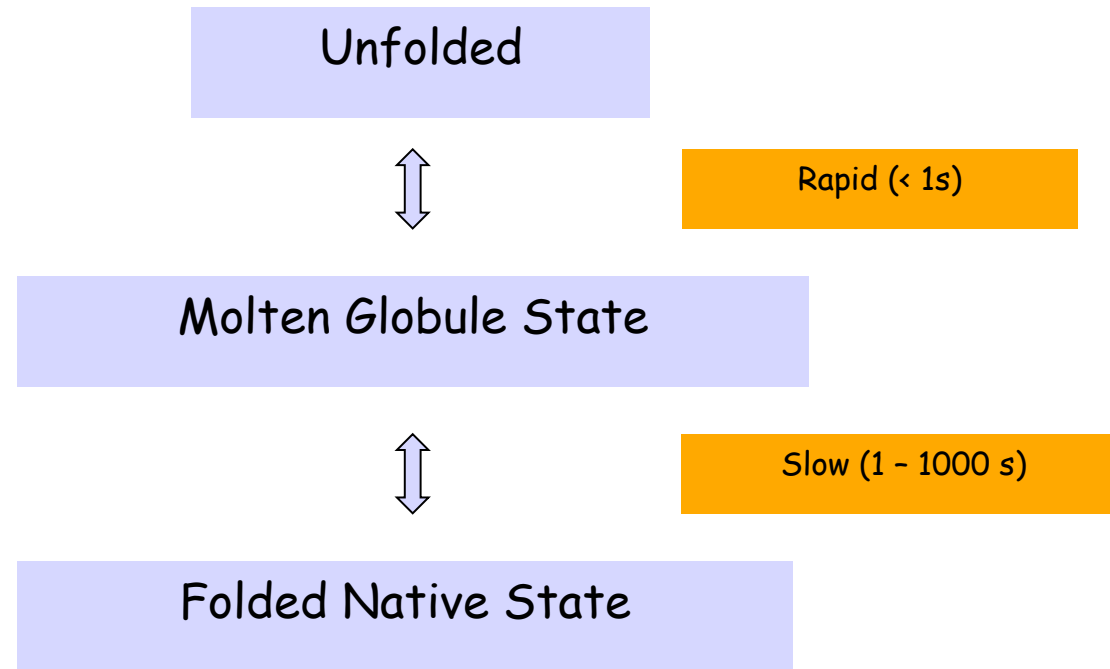 Unfolded
Rapid (< 1s)
Molten Globule State
Slow (1 – 1000 s)
Folded Native State